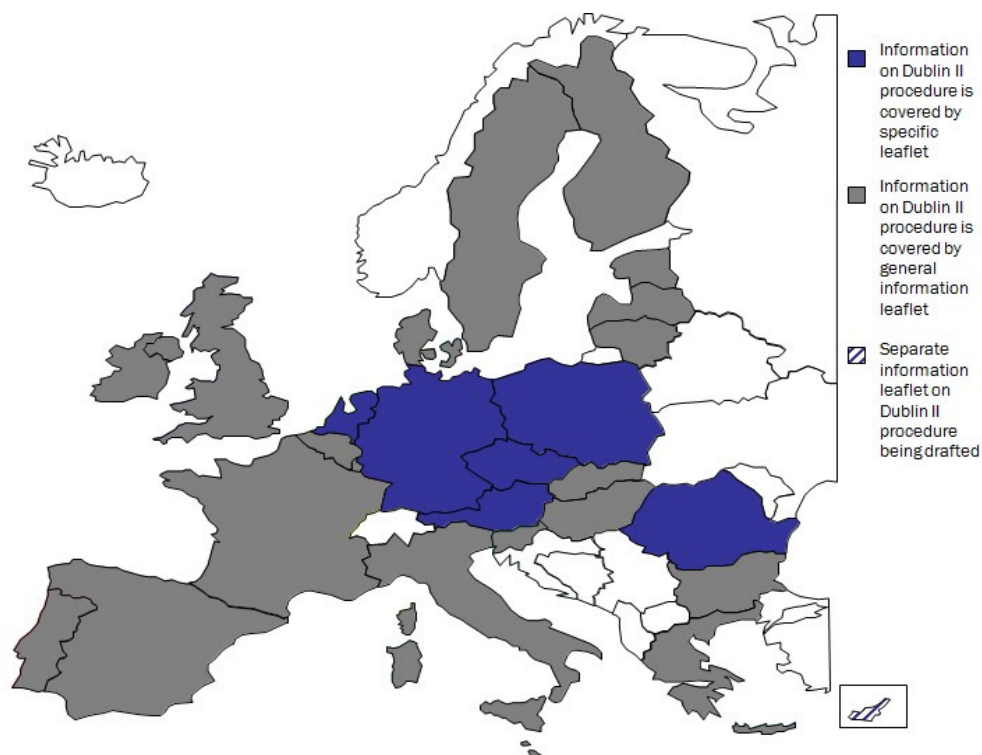 Information
on Dublin II
procedure is
covered by
specific
leaflet
Information
on Dublin II
procedure is
covered by
general
information
leaflet
Separate
information
leaflet on
Dublin II
procedure
being drafted